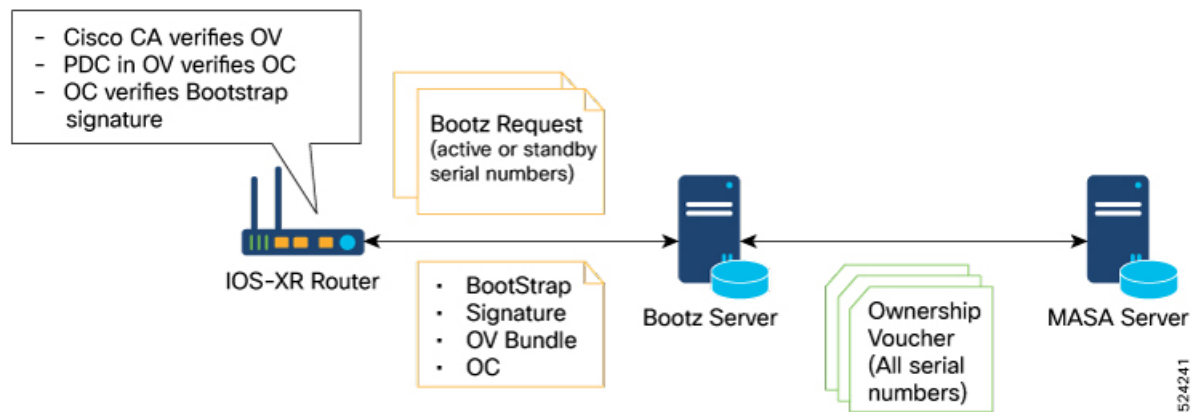 - Cisco CA verifies OV
- PDC in OV verifies OC
- OC verifies Bootstrap
signature
Bootz Request
(active or standby
serial numbers)
IOS-XR Router
· BootStrap
· Signature
· OV Bundle
· OC
Bootz Server
Ownership
Voucher
(All serial
numbers)
MASA Server
524241